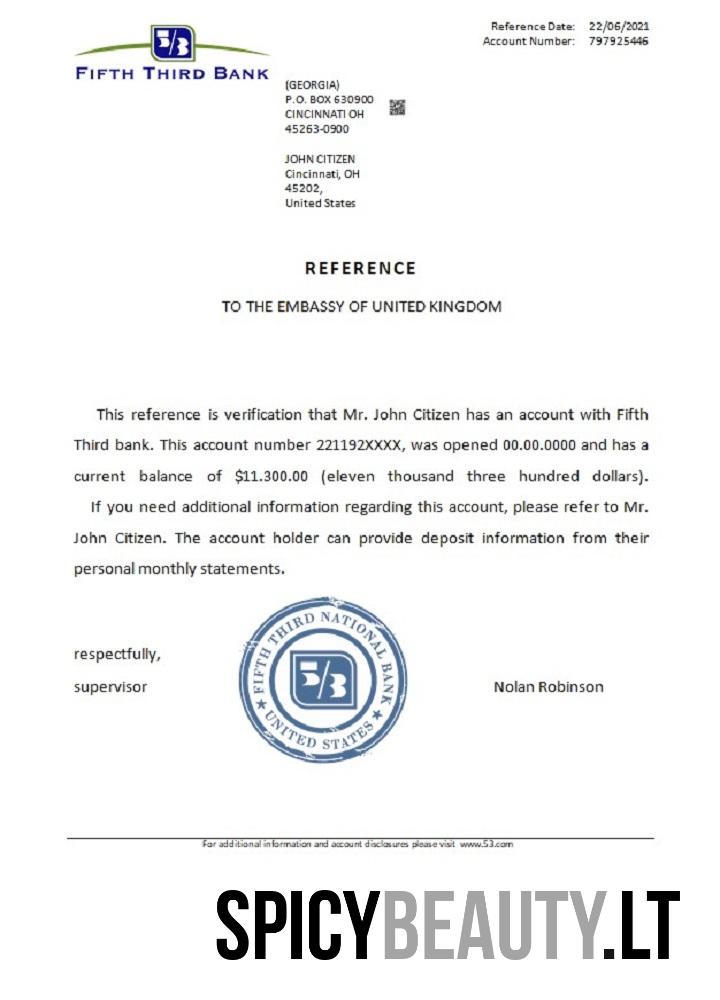 5/3
FIFTH THIRD BANK
Reference Date: 22/06/2021
Account Number: 797925446
(GEORGIA)
P.O. BOX 630900
CINCINNATI OH
45263-0900
JOHN CITIZEN
Cincinnati, OH
45202,
United States
REFERENCE
TO THE EMBASSY OF UNITED KINGDOM
This reference is verification that Mr. John Citizen has an account with Fifth
Third bank. This account number 221192XXXX, was opened 00.00.0000 and has a
current balance of $11.300.00 (eleven thousand three hundred dollars).
If you need additional information regarding this account, please refer to Mr.
John Citizen. The account holder can provide deposit information from their
personal monthly statements.
respectfully,
supervisor
FIFTH THIRD NATIONAL BANK
5/3
★ UNITED STATES ★
Nolan Robinson
For additional information and account disclosures please visit www.53.com
SPICYBEAUTY.LT